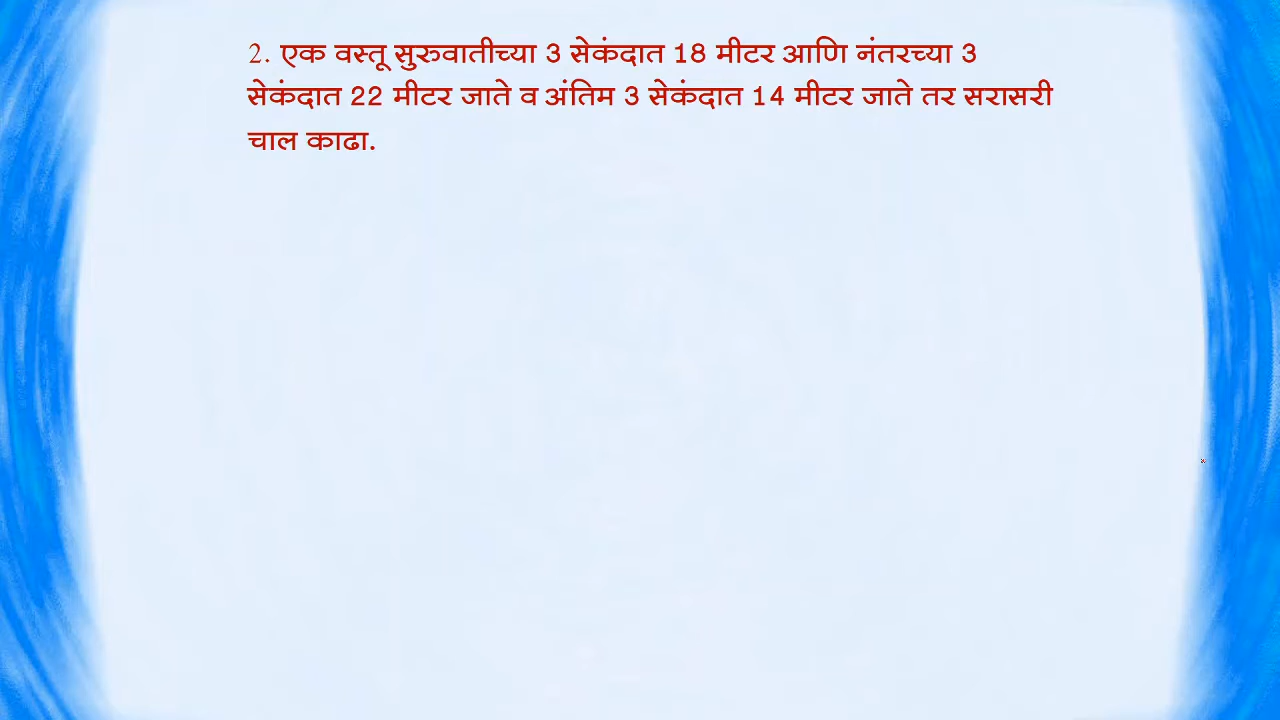 2. एक वस्तू सुरुवातीच्या 3 सेकंदात 18 मीटर आणि नंतरच्या 3
सेकंदात 22 मीटर जाते व अंतिम 3 सेकंदात 14 मीटर जाते तर सरासरी
चाल काढा.